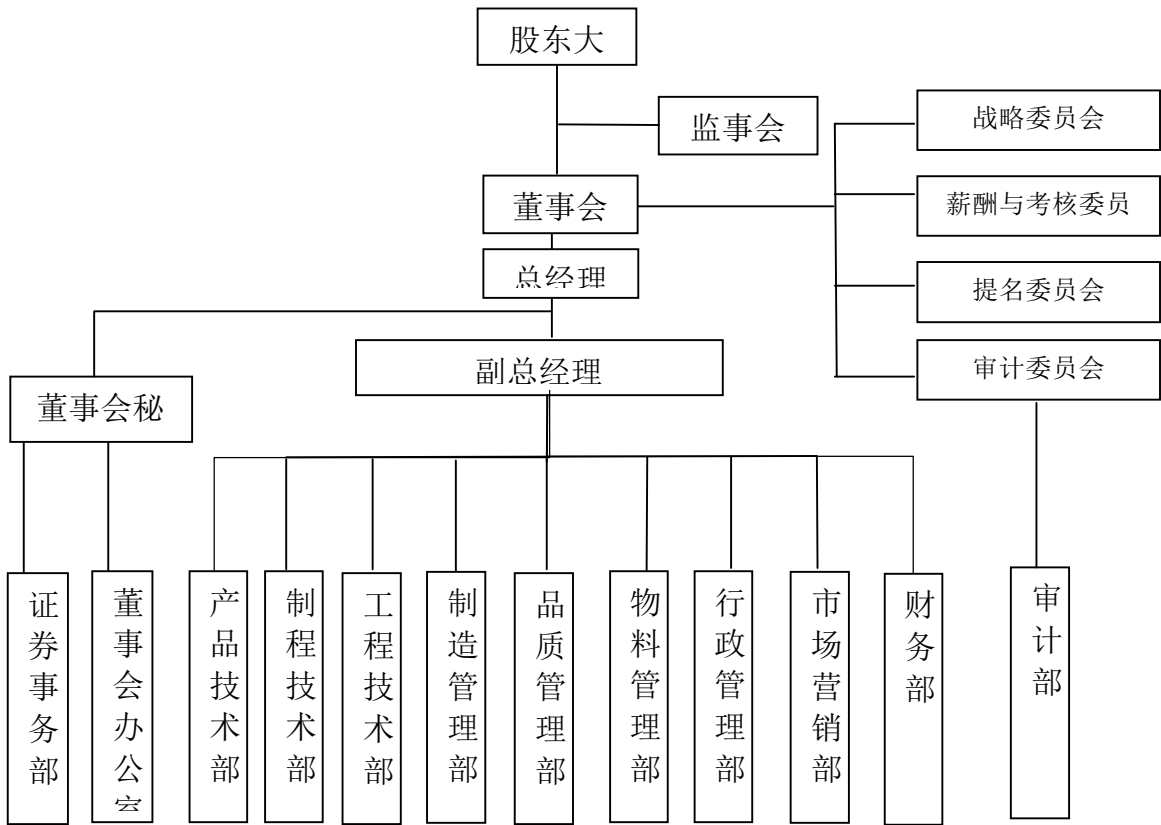 股东大
监事会
战略委员会
董事会
薪酬与考核委员
总经理
提名委员会
副总经理
审计委员会
董事会秘
证券事务部
董事会办公室
产品技术部
制程技术部
工程技术部
制造管理部
品质管理部
物料管理部
行政管理部
市场营销部
财务部
审计部